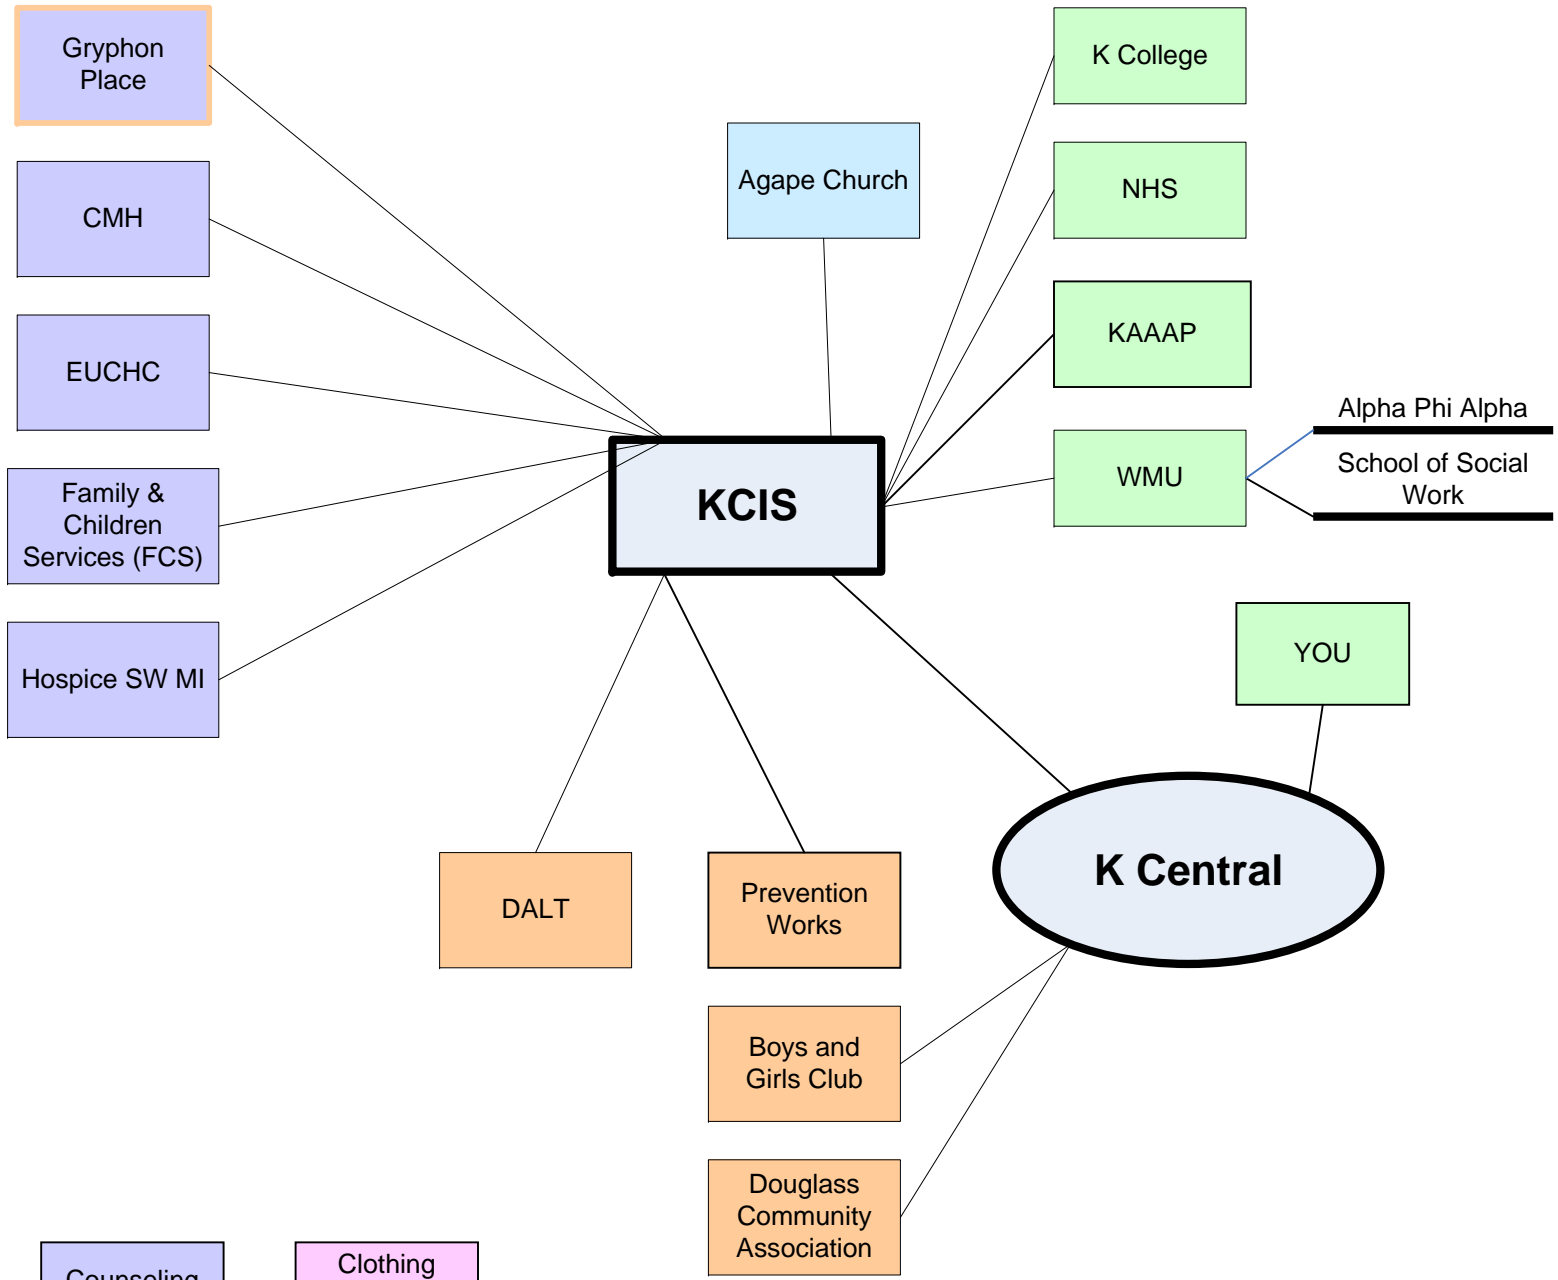 Gryphon
Place
K College
CMH
Agape Church
NHS
EUCHC
KAAAP
Alpha Phi Alpha
Family &
Children
Services (FCS)
KCIS
WMU
School of Social
Work
Hospice SW MI
YOU
DALT
Prevention
Works
K Central
Boys and
Girls Club
Douglass
Community
Association
Counseling
Clothing